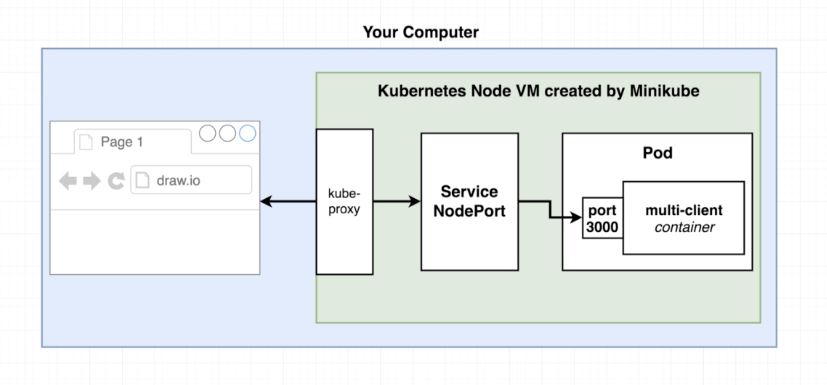 Your Computer
Kubernetes Node VM created by Minikube
Page 1
draw.io
kube-
proxy
Service
NodePort
Pod
port
3000
multi-client
container